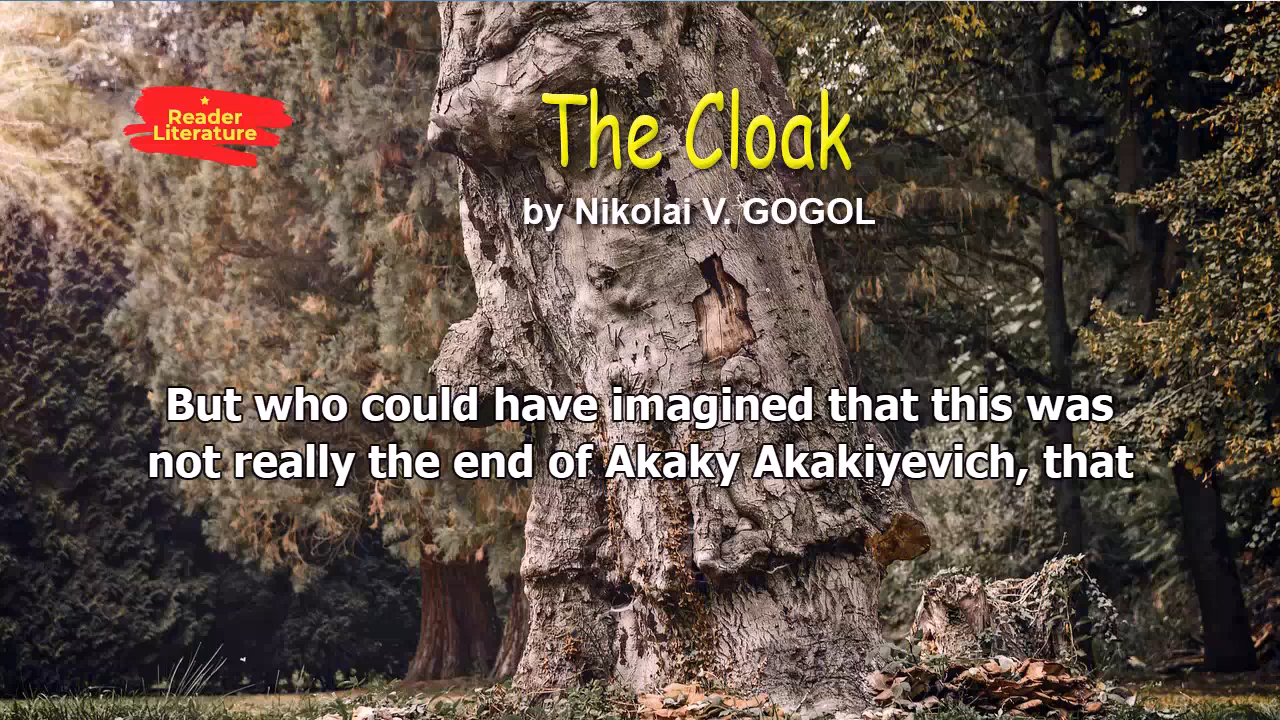 Reader
Literature
The Cloak
by Nikolai V. GOGOL
But who could have imagined that this was
not really the end of Akaky Akakiyevich, that